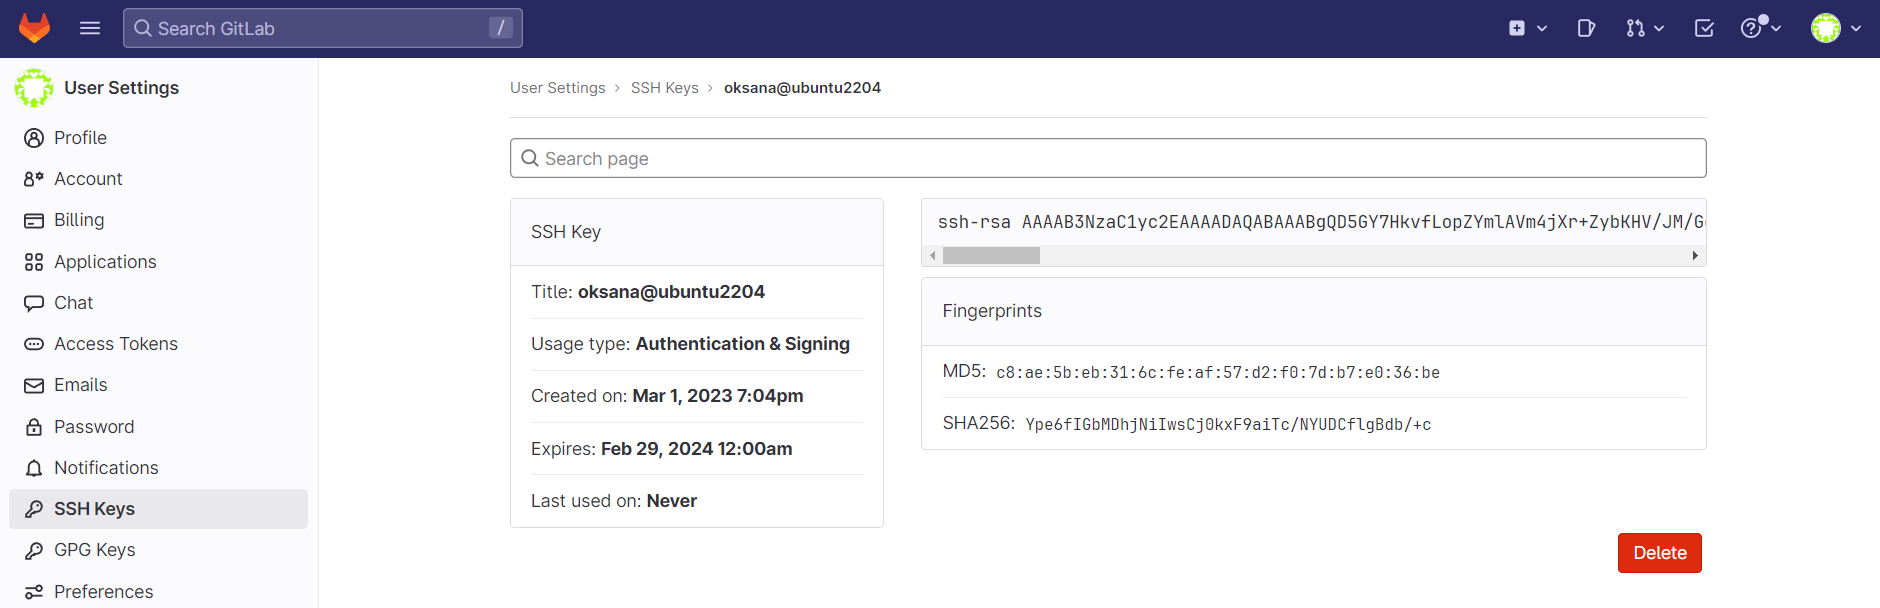 Search GitLab /
User Settings
Profile
Account
Billing
Applications
Chat
Access Tokens
Emails
Password
Notifications
SSH Keys
GPG Keys
Preferences
User Settings › SSH Keys › oksana@ubuntu2204
Search page
SSH Key
Title: oksana@ubuntu2204
Usage type: Authentication & Signing
Created on: Mar 1, 2023 7:04pm
Expires: Feb 29, 2024 12:00am
Last used on: Never
ssh-rsa AAAAB3NzaC1yc2EAAAADAQABAAABgQD5GY7HkvfLopZYmlAVm4jXr+ZybKHV/JM/G
Fingerprints
MD5: c8:ae:5b:eb:31:6c:fe:af:57:d2:f0:7d:b7:e0:36:be
SHA256: Ype6fIGbMDhjNiIwsCj0kxF9aiTc/NYUDCflgBdb/+c
Delete